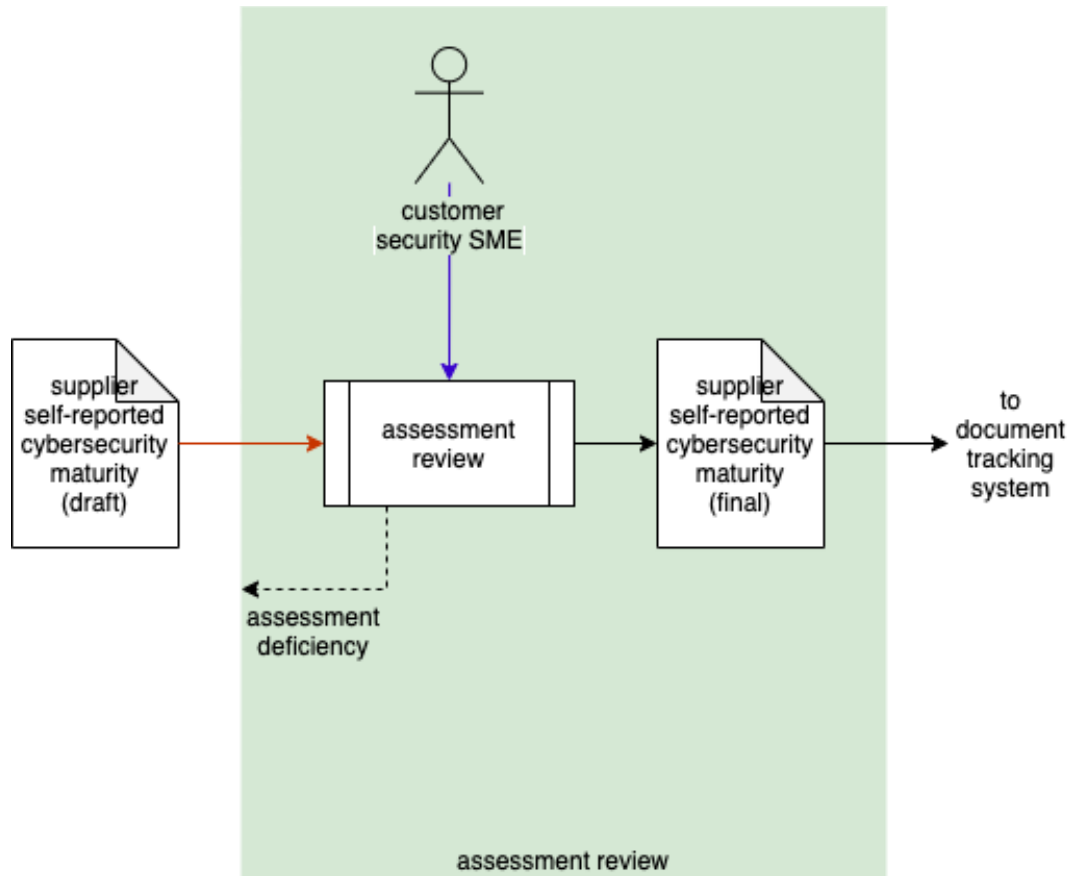 customer
security SME
supplier
self-reported
cybersecurity
maturity
(draft)
assessment
review
supplier
self-reported
cybersecurity
maturity
(final)
to
document
tracking
system
assessment
deficiency
assessment review